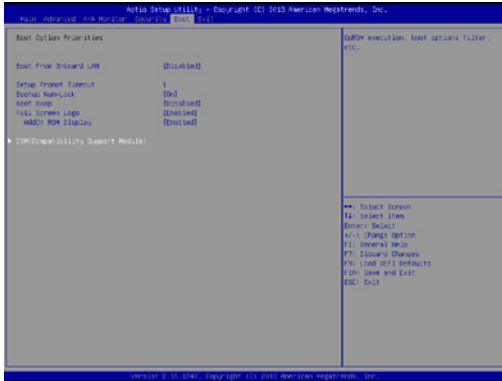 Aptio Setup Utility - Copyright (C) 2013 American Megatrends, Inc.
Main Advanced H/W Monitor Security Boot Exit
Boot Option Priorities
Boot From Onboard LAN [Disabled]
Setup Prompt Timeout 1
Bootup Num-Lock [On]
Boot Beep [Disabled]
Full Screen Logo [Enabled]
AddOn ROM Display [Enabled]
CSM(Compatibility Support Module)
OpROM execution, boot options filter,
etc.
↔: Select Screen
↑↓: Select Item
Enter: Select
+/-: Change Option
F1: General Help
F7: Discard Changes
F9: Load UEFI Defaults
F10: Save and Exit
ESC: Exit
Version 2.15.1242. Copyright (C) 2013 American Megatrends, Inc.